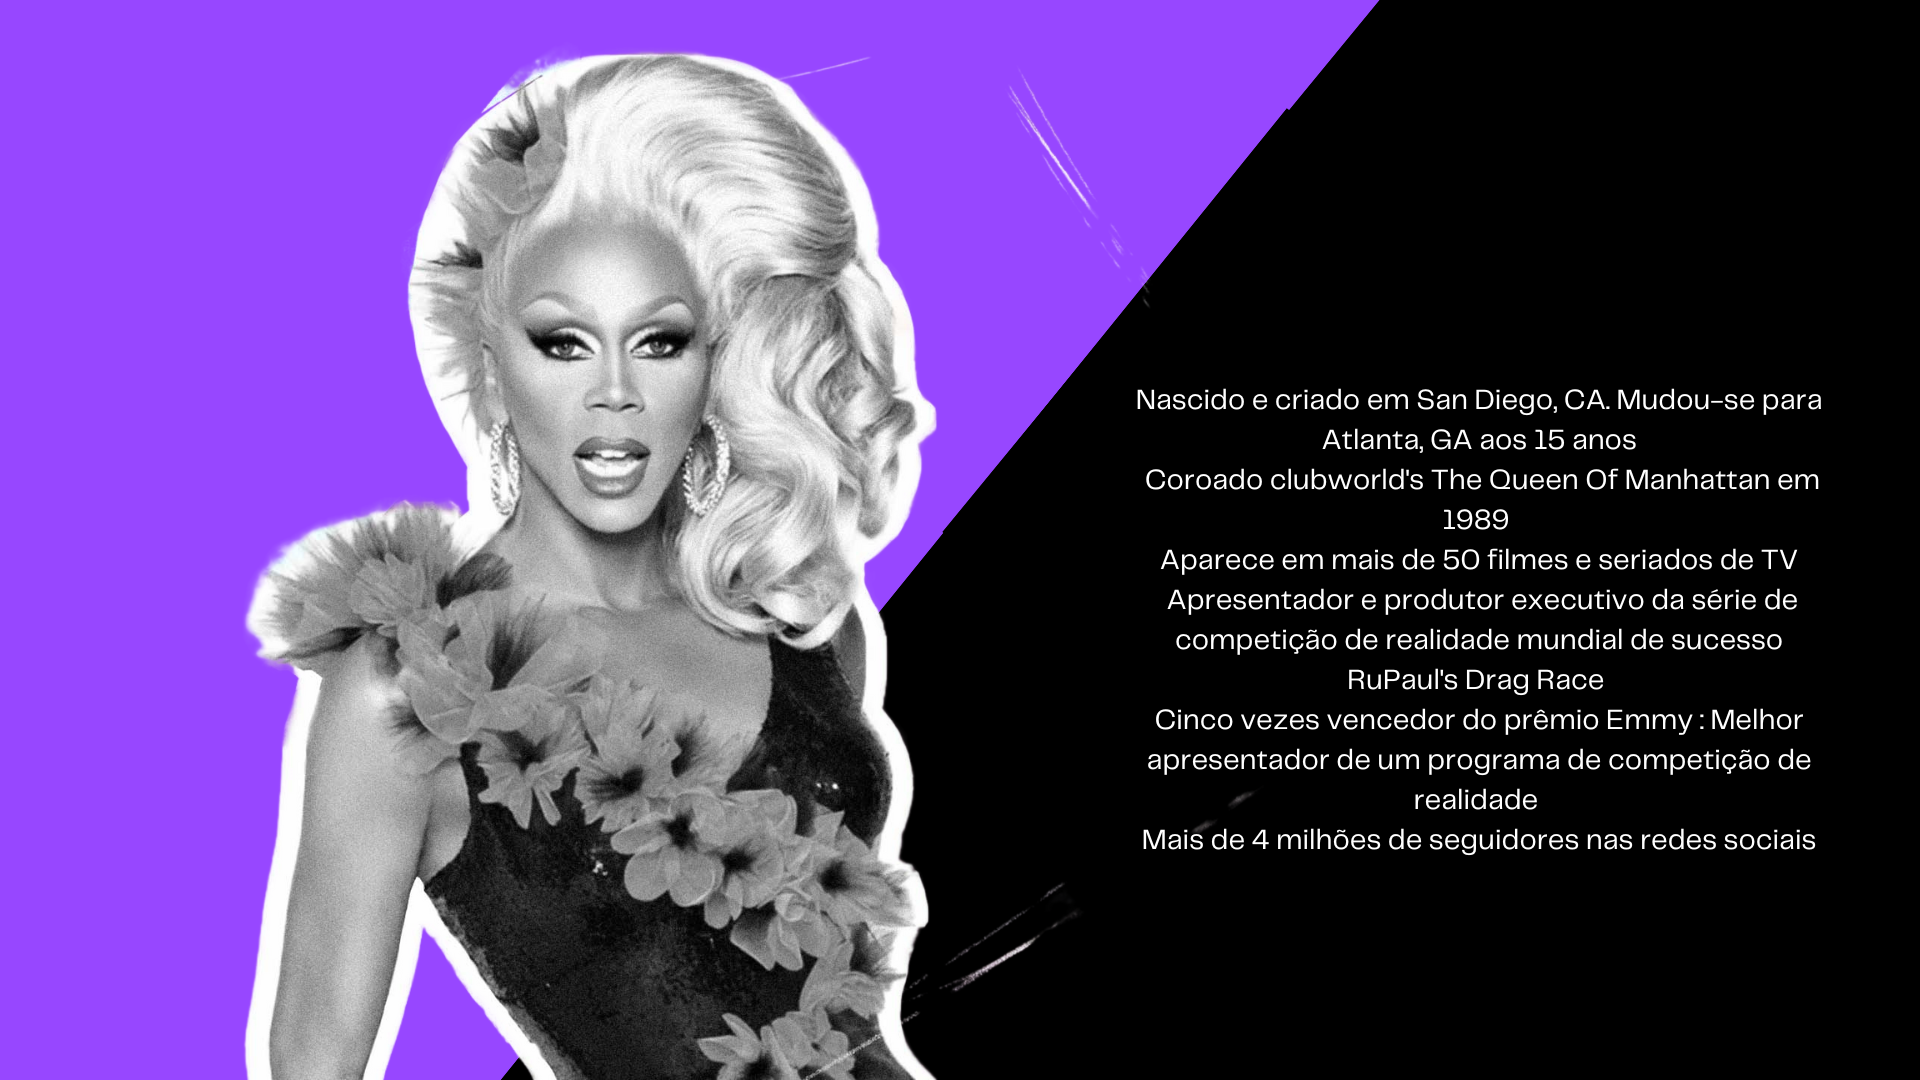 Nascido e criado em San Diego, CA. Mudou-se para
Atlanta, GA aos 15 anos
Coroado clubworld's The Queen Of Manhattan em
1989
Aparece em mais de 50 filmes e seriados de TV
Apresentador e produtor executivo da série de
competição de realidade mundial de sucesso
RuPaul's Drag Race
Cinco vezes vencedor do prêmio Emmy : Melhor
apresentador de um programa de competição de
realidade
Mais de 4 milhões de seguidores nas redes sociais